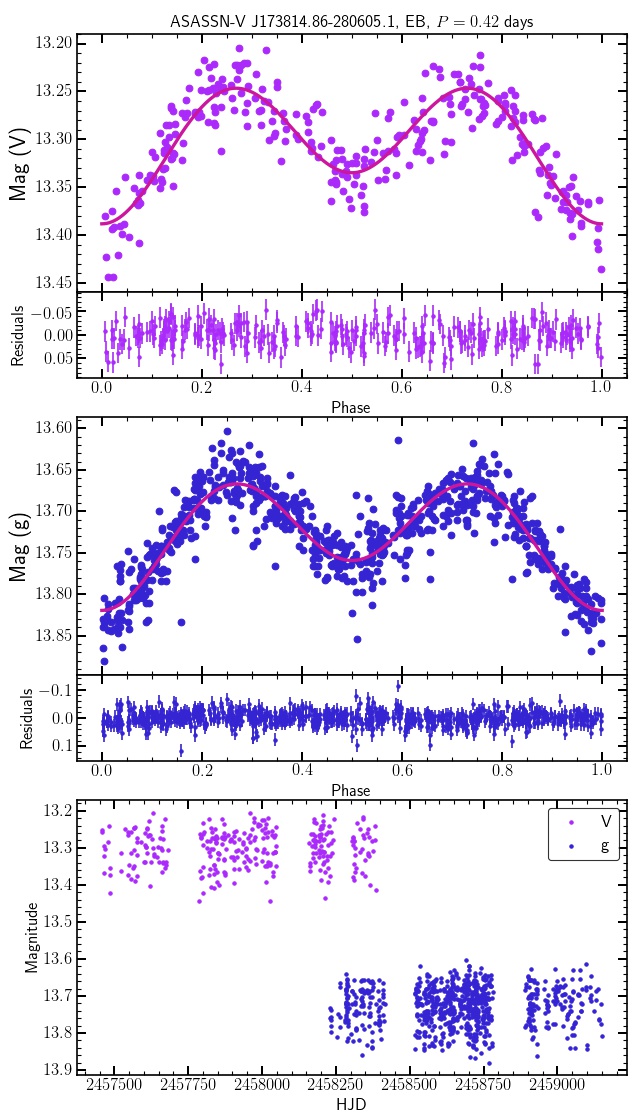 ASASSN-V J173814.86-280605.1, EB, P = 0.42 days
13.20
13.25
13.30
13.35
13.40
13.45
Mag (V)
−0.05
0.00
0.05
Residuals
0.0 0.2 0.4 0.6 0.8 1.0
Phase
13.60
13.65
13.70
13.75
13.80
13.85
Mag (g)
−0.1
0.0
0.1
Residuals
0.0 0.2 0.4 0.6 0.8 1.0
Phase
13.2
13.3
13.4
13.5
13.6
13.7
13.8
13.9
Magnitude
V
g
2457500 2457750 2458000 2458250 2458500 2458750 2459000
HJD